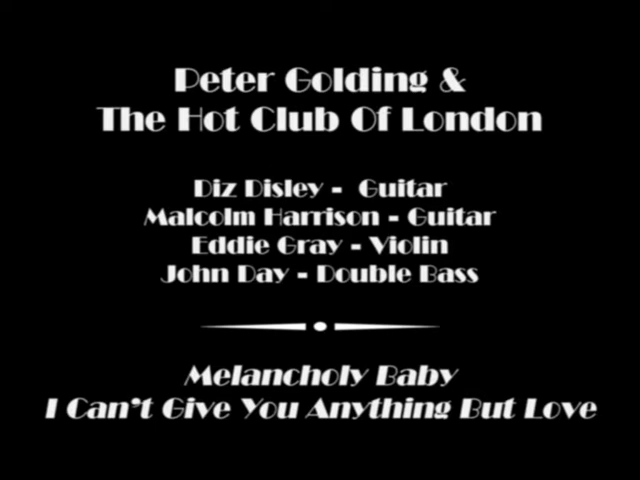 Peter Golding &
The Hot Club Of London
Diz Disley - Guitar
Malcolm Harrison - Guitar
Eddie Gray - Violin
John Day - Double Bass
Melancholy Baby
I Can't Give You Anything But Love